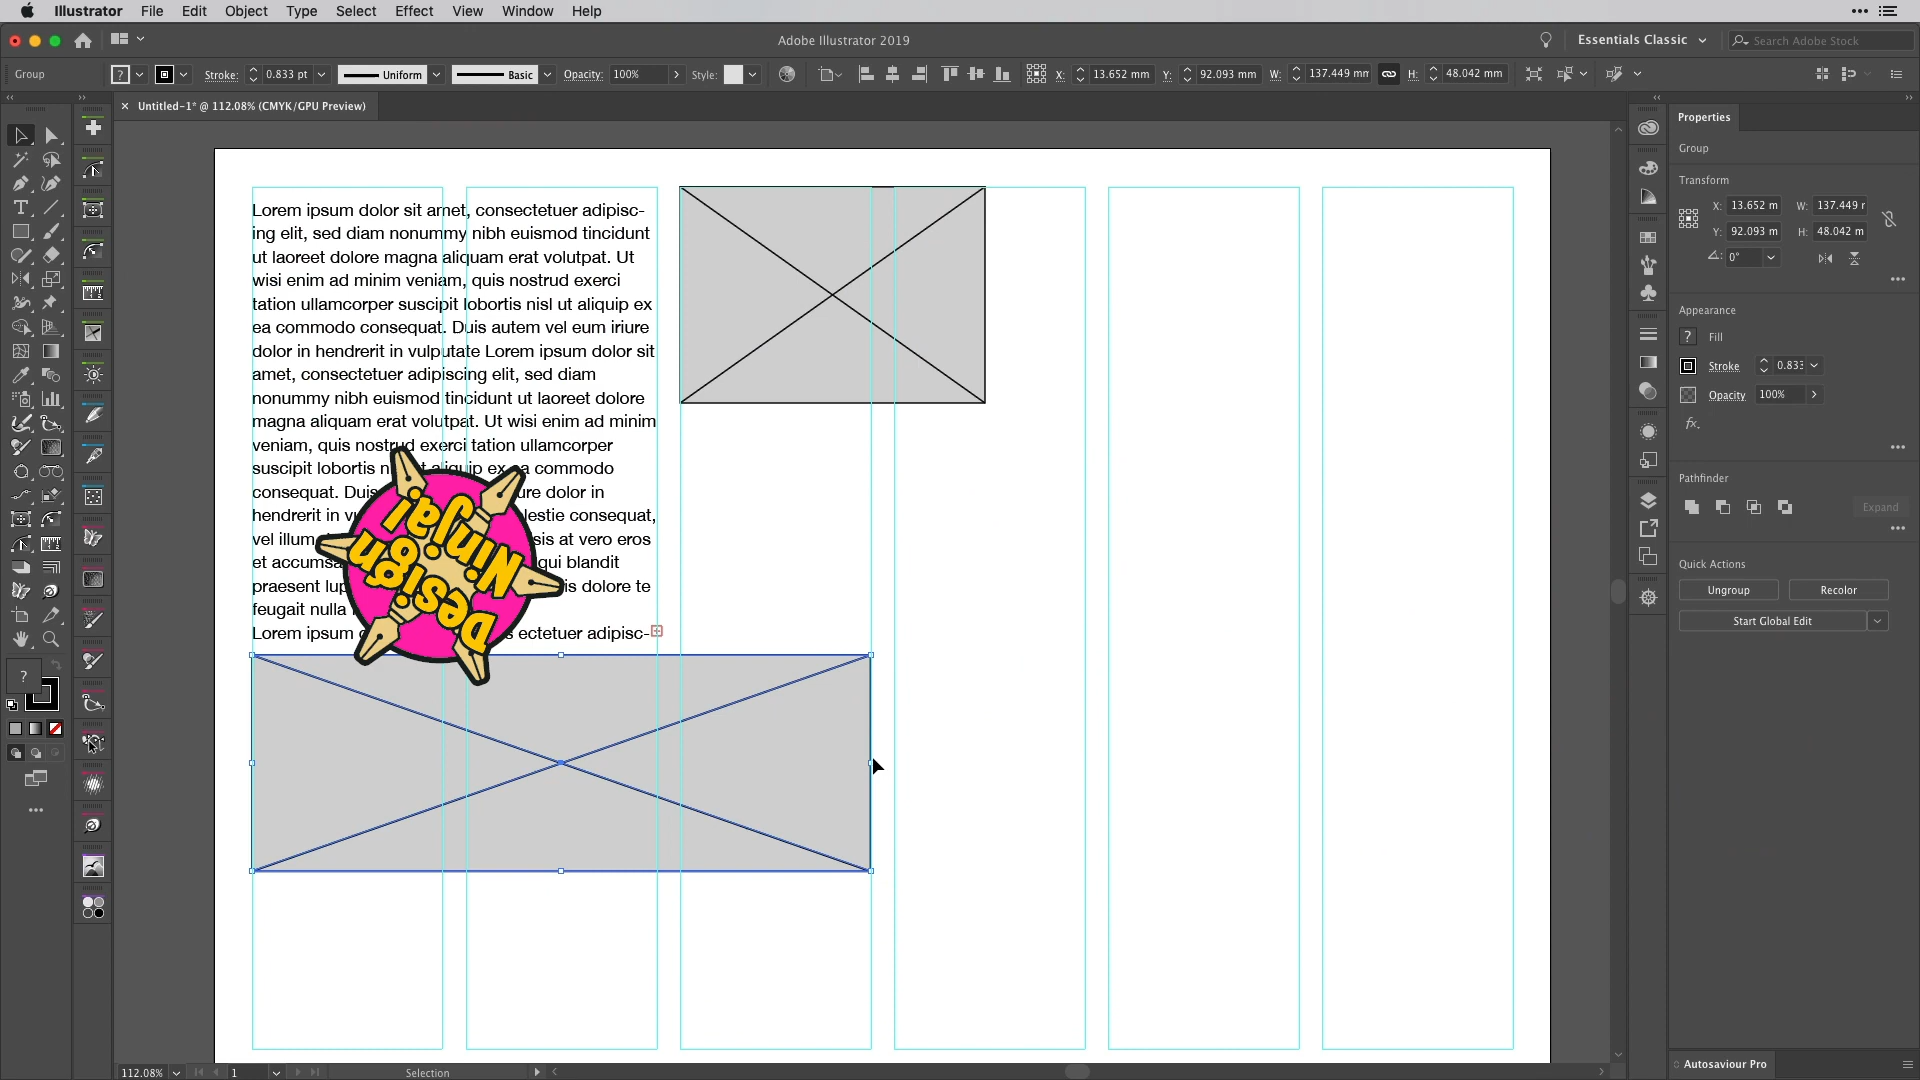 Illustrator File Edit Object Type Select Effect View Window Help
Adobe Illustrator 2019
Essentials Classic
Search Adobe Stock
Group ? Stroke: 0.833 pt Uniform Basic Opacity: 100% Style: X: 13.652 mm Y: 92.093 mm W: 137.449 mm H: 48.042 mm
Untitled-1* @ 112.08% (CMYK/GPU Preview)
Lorem ipsum dolor sit amet, consectetuer adipisc-
ing elit, sed diam nonummy nibh euismod tincidunt
ut laoreet dolore magna aliquam erat volutpat. Ut
wisi enim ad minim veniam, quis nostrud exerci
tation ullamcorper suscipit lobortis nisl ut aliquip ex
ea commodo consequat. Duis autem vel eum iriure
dolor in hendrerit in vulputate Lorem ipsum dolor sit
amet, consectetuer adipiscing elit, sed diam
nonummy nibh euismod tincidunt ut laoreet dolore
magna aliquam erat volutpat. Ut wisi enim ad minim
veniam, quis nostrud exerci tation ullamcorper
suscipit lobortis aliquip ex ea commodo
consequat. Duis ure dolor in
hendrerit in lestie consequat,
vel illum sis at vero eros
et accumsa qui blandit
praesent lup is dolore te
feugait nulla
Lorem ipsum ectetuer adipisc-
Design
Ninja!
Properties
Group
Transform
X: 13.652 m W: 137.449 r
Y: 92.093 m H: 48.042 m
0°
Appearance
? Fill
Stroke 0.83
Opacity 100%
fx.
Pathfinder
Expand
Quick Actions
Ungroup Recolor
Start Global Edit
Autosaviour Pro
?
112.08% 1 Selection